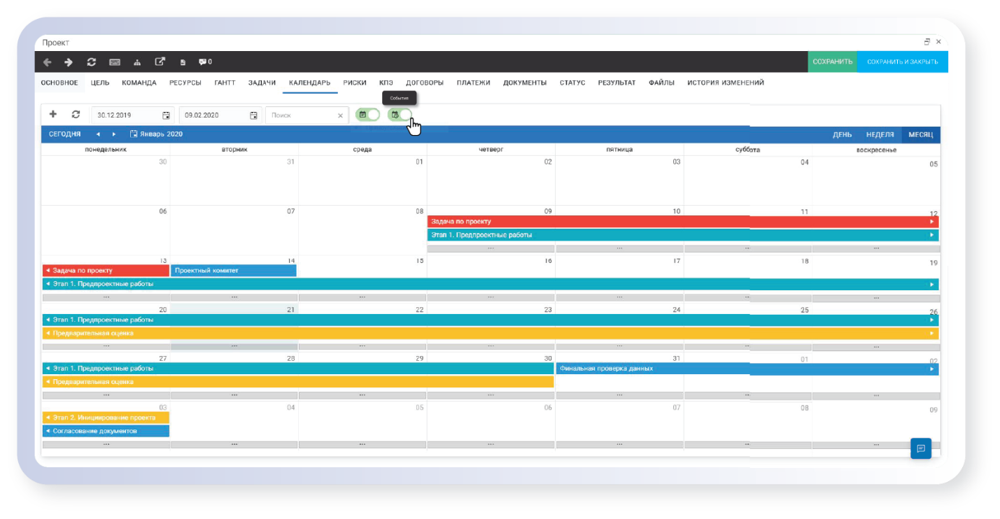 Проект
0 СОХРАНИТЬ СОХРАНИТЬ И ЗАКРЫТЬ
ОСНОВНОЕ ЦЕЛЬ КОМАНДА РЕСУРСЫ ГАНТТ ЗАДАЧИ КАЛЕНДАРЬ РИСКИ КПЭ ДОГОВОРЫ ПЛАТЕЖИ ДОКУМЕНТЫ СТАТУС РЕЗУЛЬТАТ ФАЙЛЫ ИСТОРИЯ ИЗМЕНЕНИЙ
События
30.12.2019 09.02.2020 Поиск
СЕГОДНЯ Январь 2020 ДЕНЬ НЕДЕЛЯ МЕСЯЦ
понедельник вторник среда четверг пятница суббота воскресенье
30 31 01 02 03 04 05
06 07 08 09 10 11 12
Задача по проекту
Этап 1. Предпроектные работы
... ... ... ...
13 14 15 16 17 18 19
Задача по проекту Проектный комитет
Этап 1. Предпроектные работы
... ... ... ... ... ... ...
20 21 22 23 24 25 26
Этап 1. Предпроектные работы
Предварительная оценка
... ... ... ... ... ... ...
27 28 29 30 31 01 02
Этап 1. Предпроектные работы Финальная проверка данных
Предварительная оценка
... ... ... ... ... ... ...
03 04 05 06 07 08 09
Этап 2. Инициирование проекта
Согласование документов
... ... ... ... ... ... ...